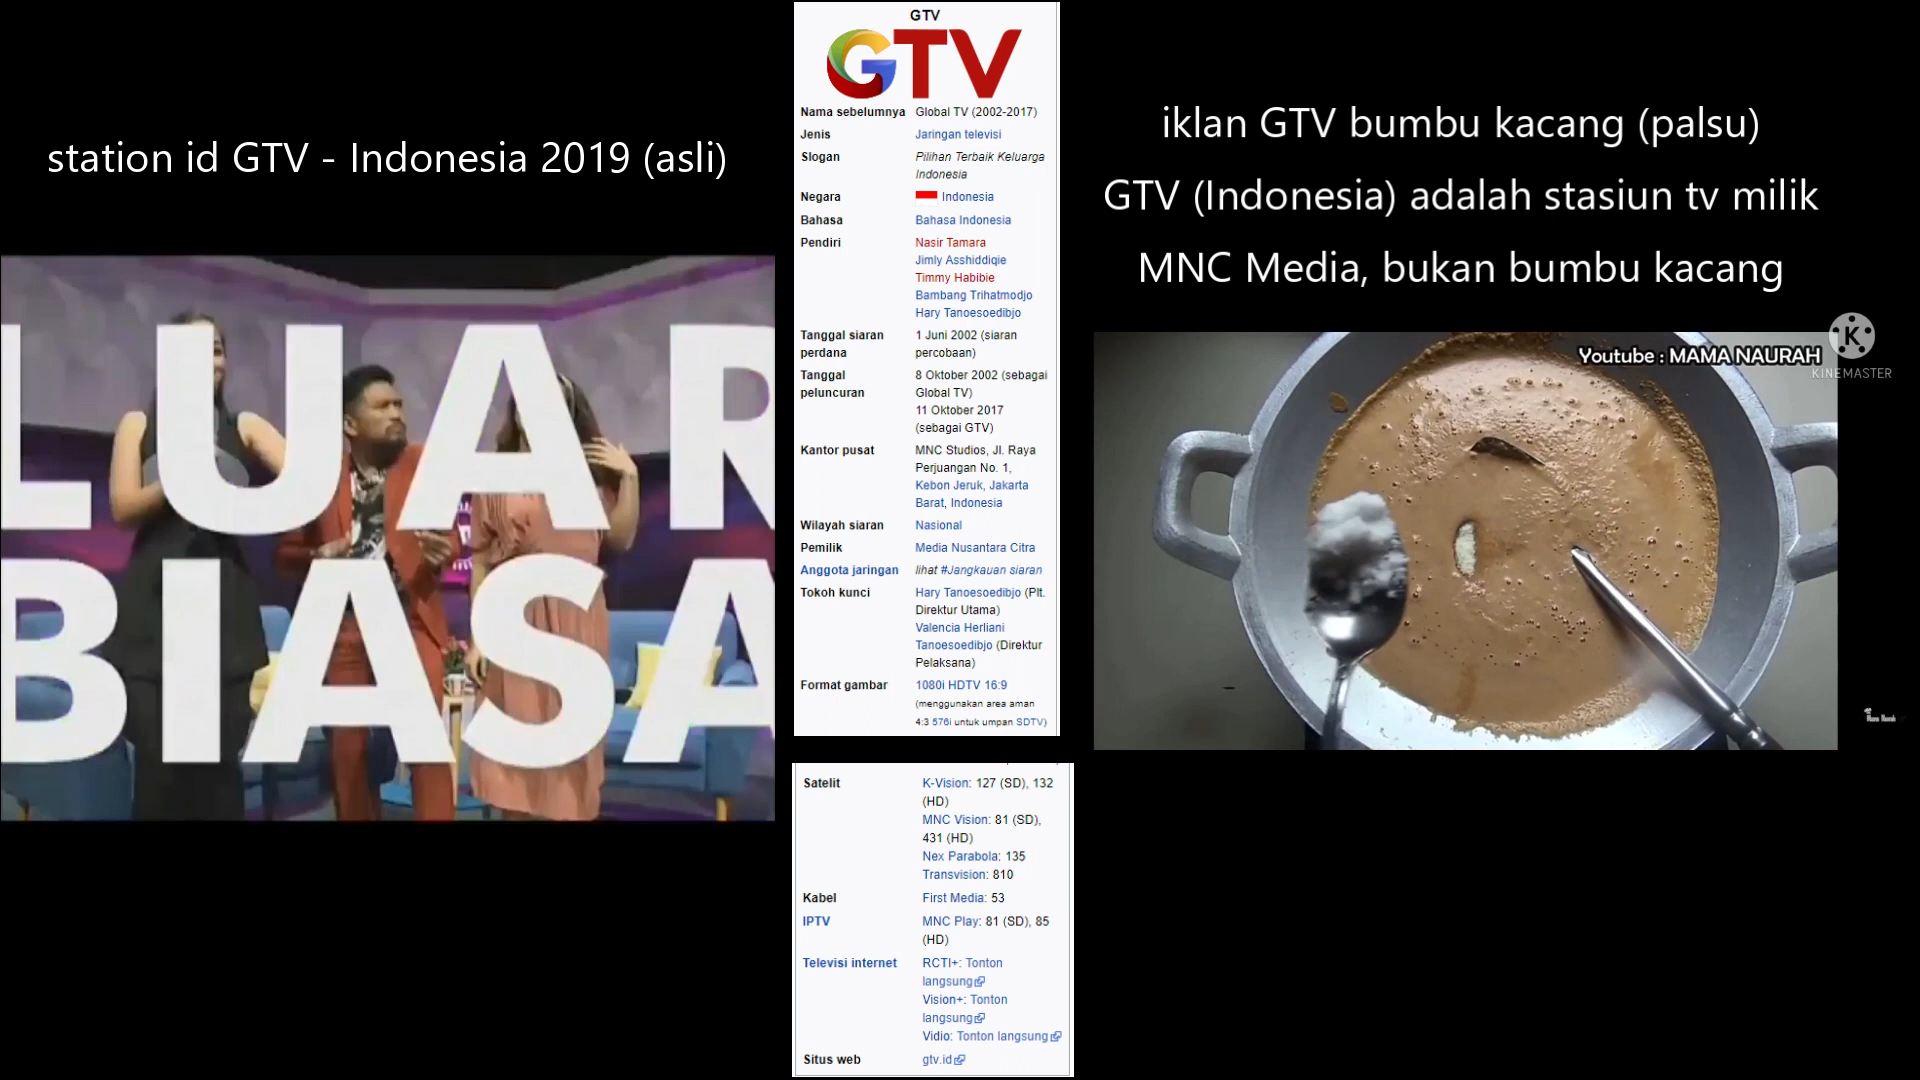 station id GTV - Indonesia 2019 (asli)
LUAR
BIASA
GTV
GTV
Nama sebelumnya Global TV (2002-2017)
Jenis Jaringan televisi
Slogan Pilihan Terbaik Keluarga
Indonesia
Negara Indonesia
Bahasa Bahasa Indonesia
Pendiri Nasir Tamara
Jimly Asshiddiqie
Timmy Habibie
Bambang Trihatmodjo
Hary Tanoesoedibjo
Tanggal siaran 1 Juni 2002 (siaran
perdana percobaan)
Tanggal 8 Oktober 2002 (sebagai
peluncuran Global TV)
11 Oktober 2017
(sebagai GTV)
Kantor pusat MNC Studios, Jl. Raya
Perjuangan No. 1,
Kebon Jeruk, Jakarta
Barat, Indonesia
Wilayah siaran Nasional
Pemilik Media Nusantara Citra
Anggota jaringan lihat #Jangkauan siaran
Tokoh kunci Hary Tanoesoedibjo (Plt.
Direktur Utama)
Valencia Herliani
Tanoesoedibjo (Direktur
Pelaksana)
Format gambar 1080i HDTV 16:9
(menggunakan area aman
4:3 576i untuk umpan SDTV)
Satelit K-Vision: 127 (SD), 132
(HD)
MNC Vision: 81 (SD),
431 (HD)
Nex Parabola: 135
Transvision: 810
Kabel First Media: 53
IPTV MNC Play: 81 (SD), 85
(HD)
Televisi internet RCTI+: Tonton
langsung
Vision+: Tonton
langsung
Vidio: Tonton langsung
Situs web gtv.id
iklan GTV bumbu kacang (palsu)
GTV (Indonesia) adalah stasiun tv milik
MNC Media, bukan bumbu kacang
Youtube : MAMA NAURAH
K
KINEMASTER